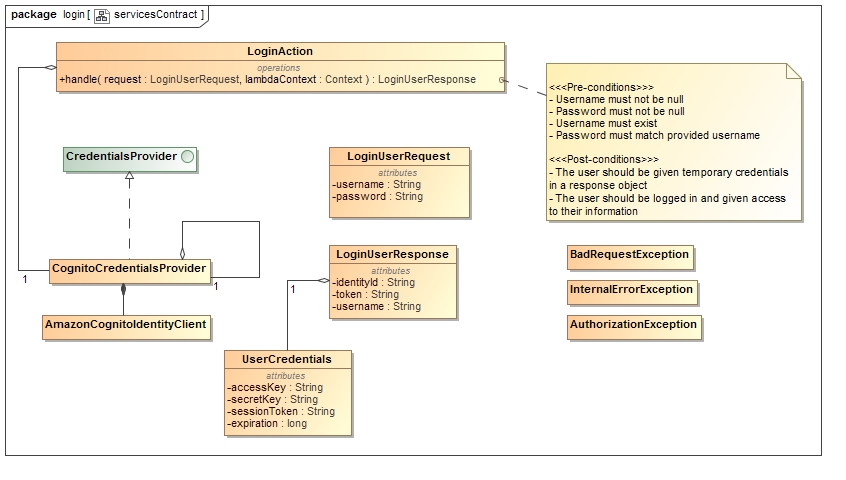 package login [ servicesContract ]
LoginAction
operations
+handle( request : LoginUserRequest, lambdaContext : Context ) : LoginUserResponse
<<<Pre-conditions>>>
- Username must not be null
- Password must not be null
- Username must exist
- Password must match provided username
<<<Post-conditions>>>
- The user should be given temporary credentials
in a response object
- The user should be logged in and given access
to their information
CredentialsProvider
LoginUserRequest
attributes
-username : String
-password : String
CognitoCredentialsProvider
1
1
LoginUserResponse
attributes
-identityId : String
-token : String
-username : String
1
BadRequestException
InternalErrorException
AuthorizationException
AmazonCognitoIdentityClient
UserCredentials
attributes
-accessKey : String
-secretKey : String
-sessionToken : String
-expiration : long